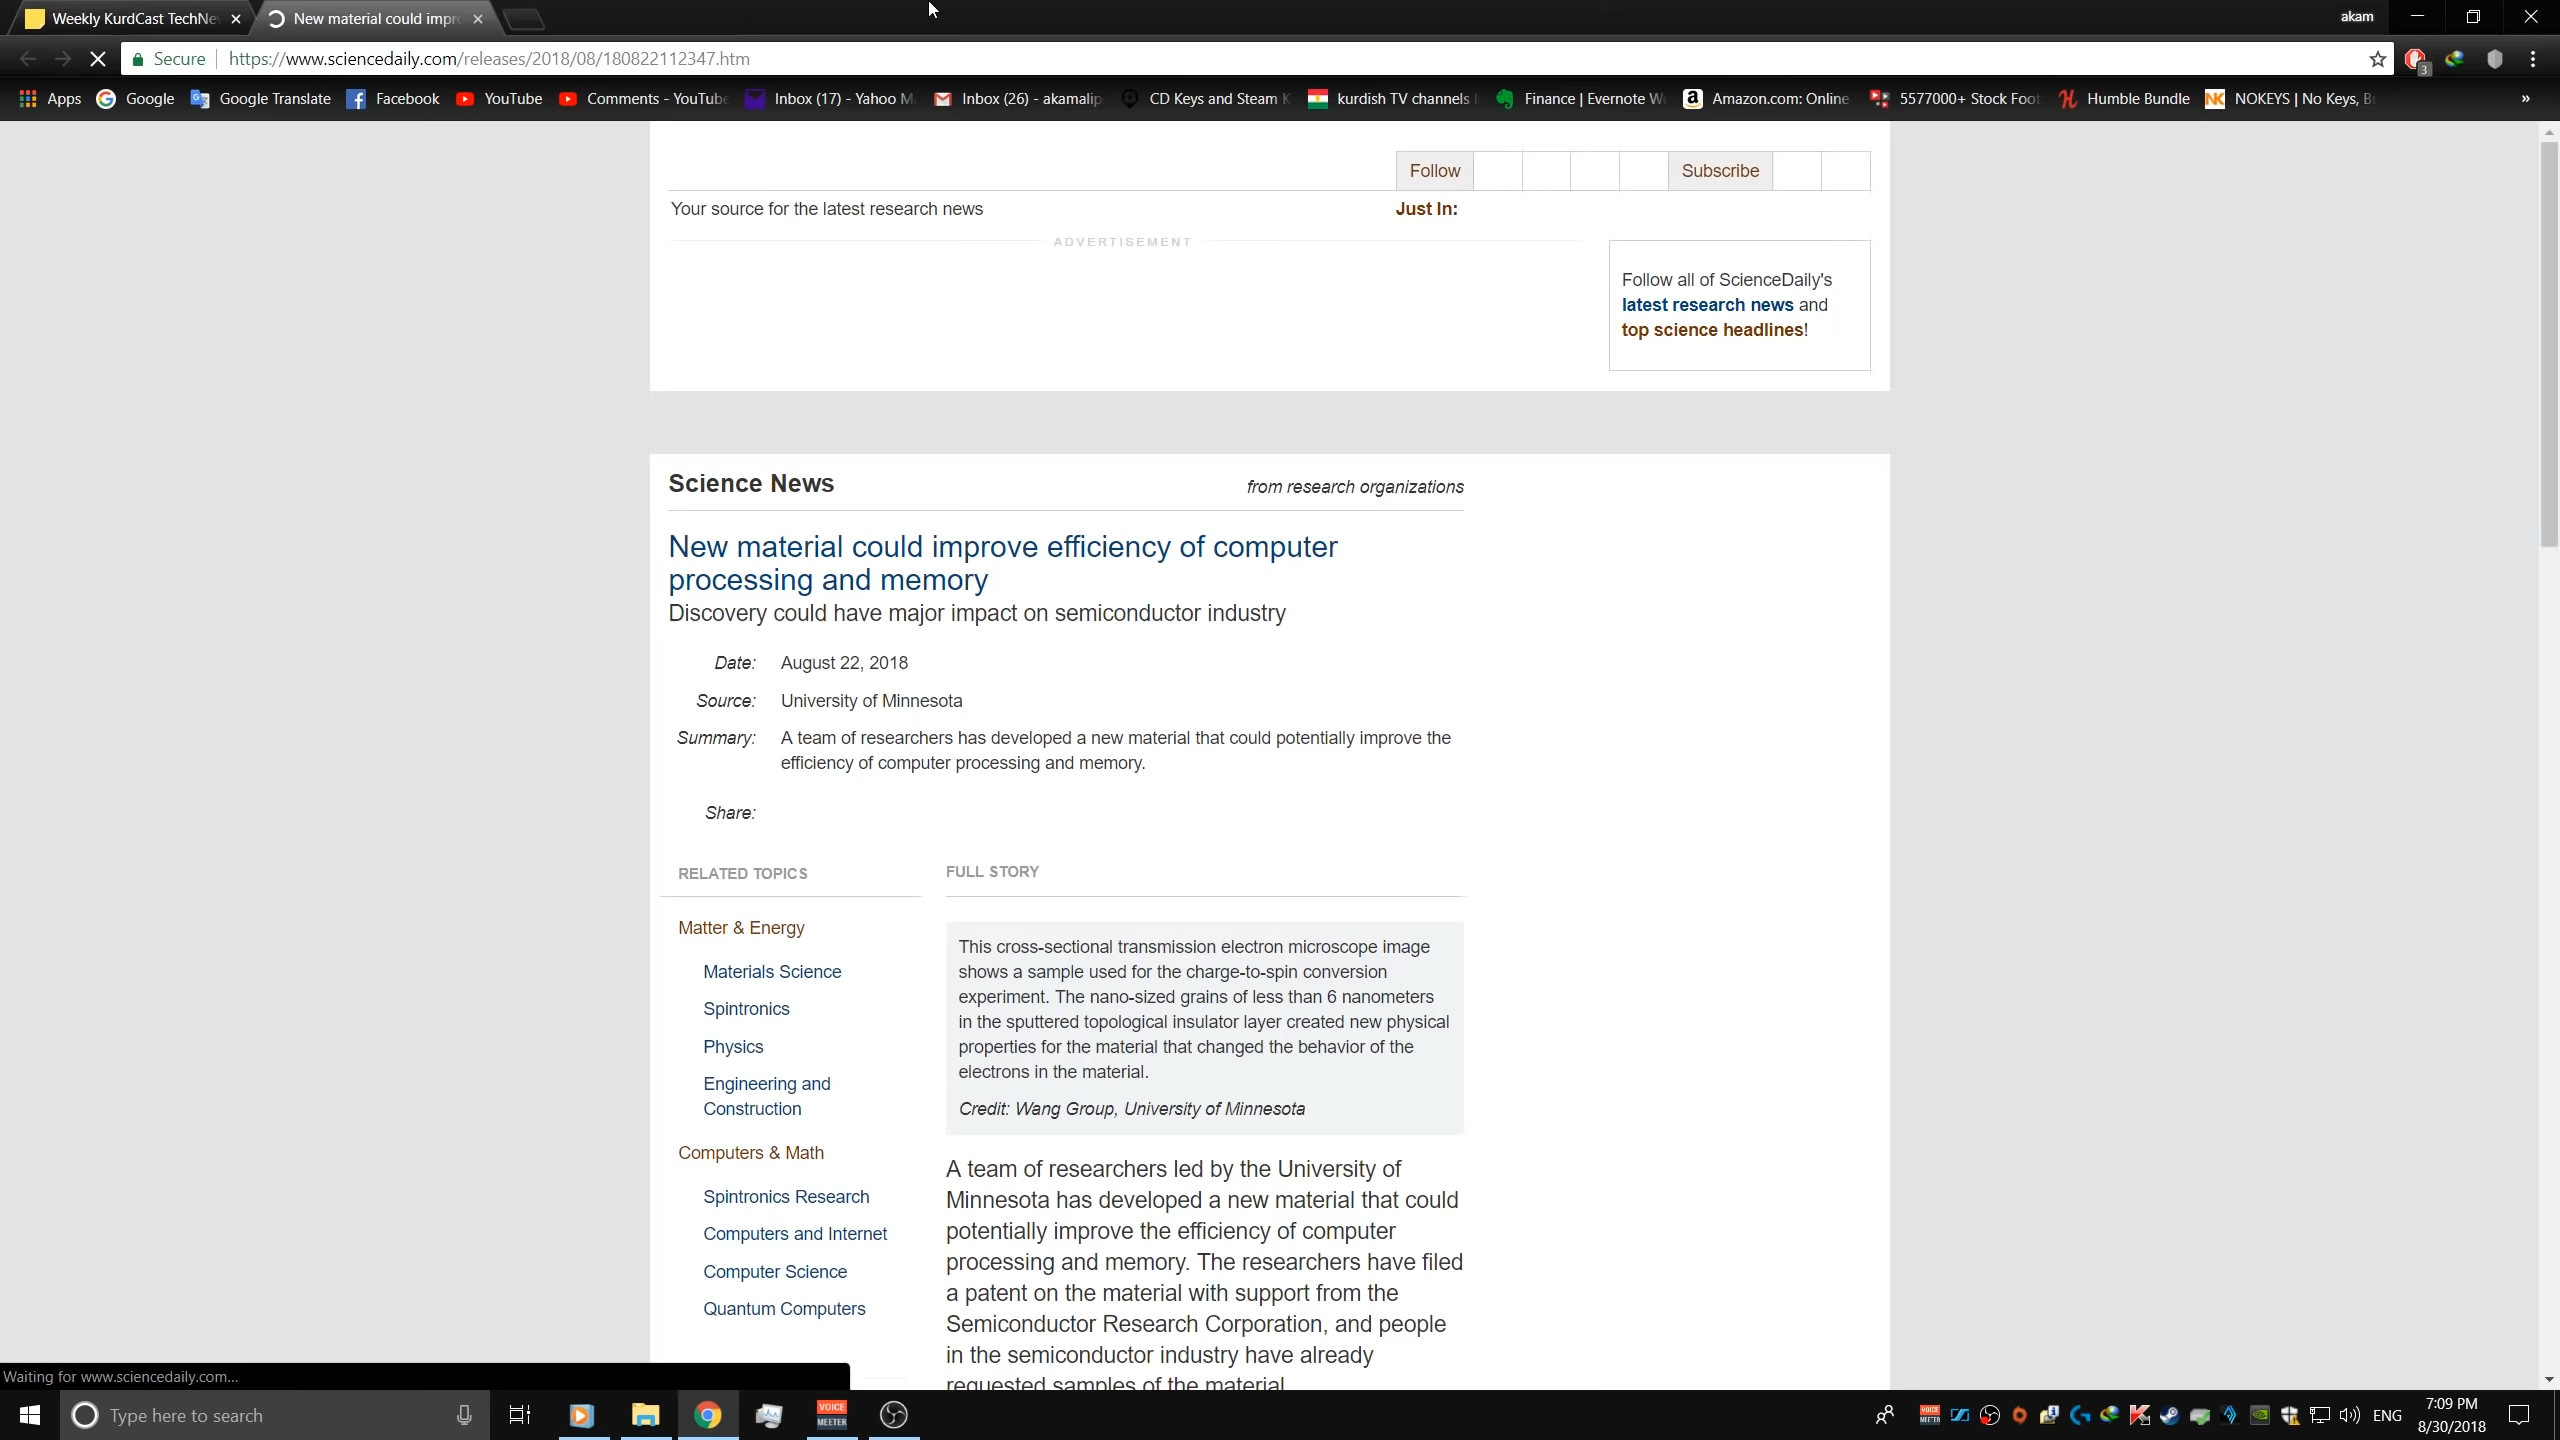 Weekly KurdCast TechNe
New material could impr
akam
Secure
https://www.sciencedaily.com/releases/2018/08/180822112347.htm
3
Apps
Google
Google Translate
Facebook
YouTube
Comments - YouTube
Inbox (17) - Yahoo M
Inbox (26) - akamalip
CD Keys and Steam K
kurdish TV channels
Finance | Evernote W
Amazon.com: Online
5577000+ Stock Foot
Humble Bundle
NOKEYS | No Keys, B
»
Follow
Subscribe
Your source for the latest research news
Just In:
ADVERTISEMENT
Follow all of ScienceDaily's
latest research news and
top science headlines!
Science News
from research organizations
New material could improve efficiency of computer
processing and memory
Discovery could have major impact on semiconductor industry
Date: August 22, 2018
Source: University of Minnesota
Summary: A team of researchers has developed a new material that could potentially improve the
efficiency of computer processing and memory.
Share:
RELATED TOPICS
Matter & Energy
Materials Science
Spintronics
Physics
Engineering and
Construction
Computers & Math
Spintronics Research
Computers and Internet
Computer Science
Quantum Computers
FULL STORY
This cross-sectional transmission electron microscope image
shows a sample used for the charge-to-spin conversion
experiment. The nano-sized grains of less than 6 nanometers
in the sputtered topological insulator layer created new physical
properties for the material that changed the behavior of the
electrons in the material.
Credit: Wang Group, University of Minnesota
A team of researchers led by the University of
Minnesota has developed a new material that could
potentially improve the efficiency of computer
processing and memory. The researchers have filed
a patent on the material with support from the
Semiconductor Research Corporation, and people
in the semiconductor industry have already
requested samples of the material.
Waiting for www.sciencedaily.com...
Type here to search
VOICE
MEETER
ENG
7:09 PM
8/30/2018